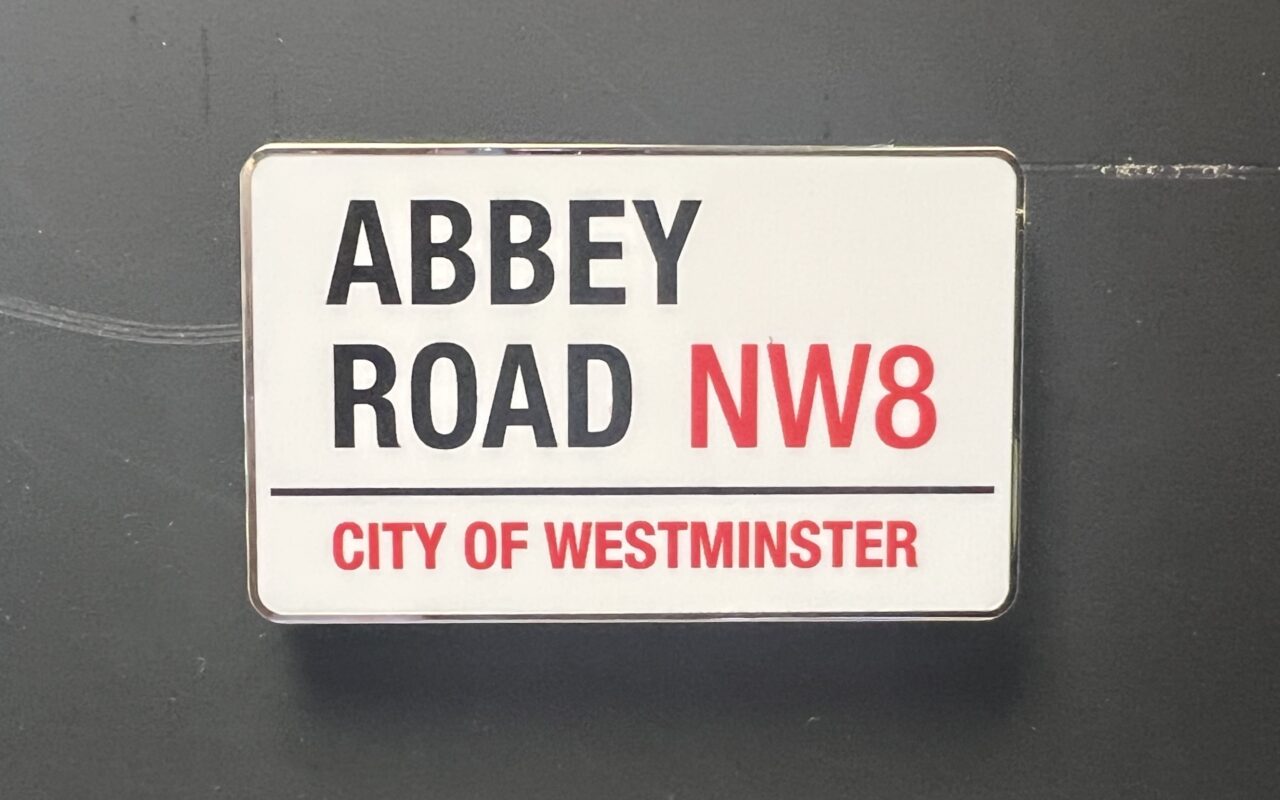 ABBEY
ROAD NW8
CITY OF WESTMINSTER